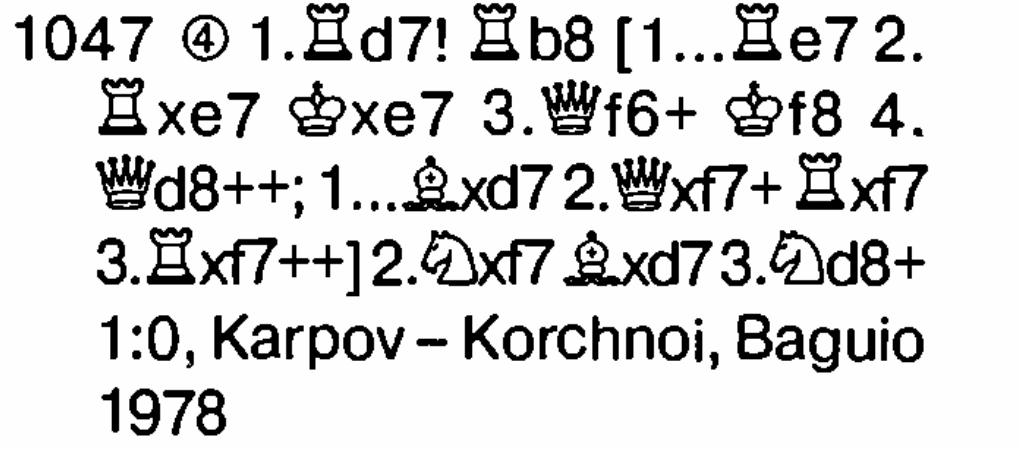 1047 ④ 1.♖d7! ♖b8 [1...♖e7 2.
♖xe7 ♔xe7 3.♕f6+ ♔f8 4.
♕d8++; 1...♗xd7 2.♕xf7+ ♖xf7
3.♖xf7++] 2.♘xf7 ♗xd7 3.♘d8+
1:0, Karpov – Korchnoi, Baguio
1978